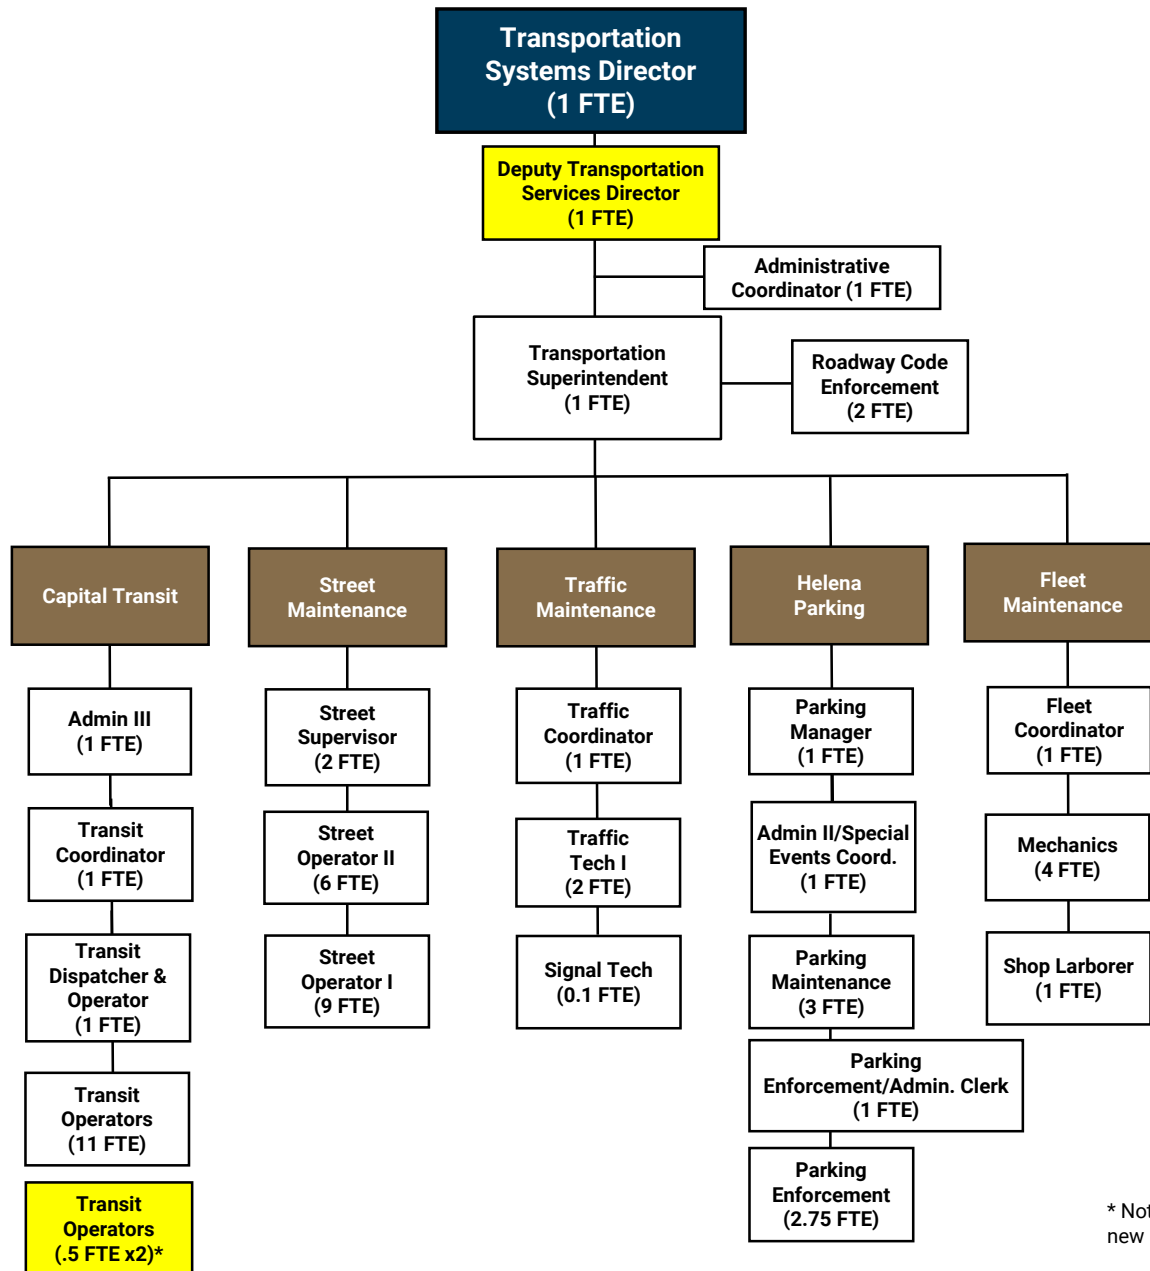 Transportation
Systems Director
(1 FTE)
Deputy Transportation
Services Director
(1 FTE)
Administrative
Coordinator (1 FTE)
Transportation
Superintendent
(1 FTE)
Roadway Code
Enforcement
(2 FTE)
Capital Transit
Street
Maintenance
Traffic
Maintenance
Helena
Parking
Fleet
Maintenance
Admin III
(1 FTE)
Transit
Coordinator
(1 FTE)
Transit
Dispatcher &
Operator
(1 FTE)
Transit
Operators
(11 FTE)
Transit
Operators
(.5 FTE x2)*
Street
Supervisor
(2 FTE)
Street
Operator II
(6 FTE)
Street
Operator I
(9 FTE)
Traffic
Coordinator
(1 FTE)
Traffic
Tech I
(2 FTE)
Signal Tech
(0.1 FTE)
Parking
Manager
(1 FTE)
Admin II/Special
Events Coord.
(1 FTE)
Parking
Maintenance
(3 FTE)
Parking
Enforcement/Admin. Clerk
(1 FTE)
Parking
Enforcement
(2.75 FTE)
Fleet
Coordinator
(1 FTE)
Mechanics
(4 FTE)
Shop Larborer
(1 FTE)
* Not
new